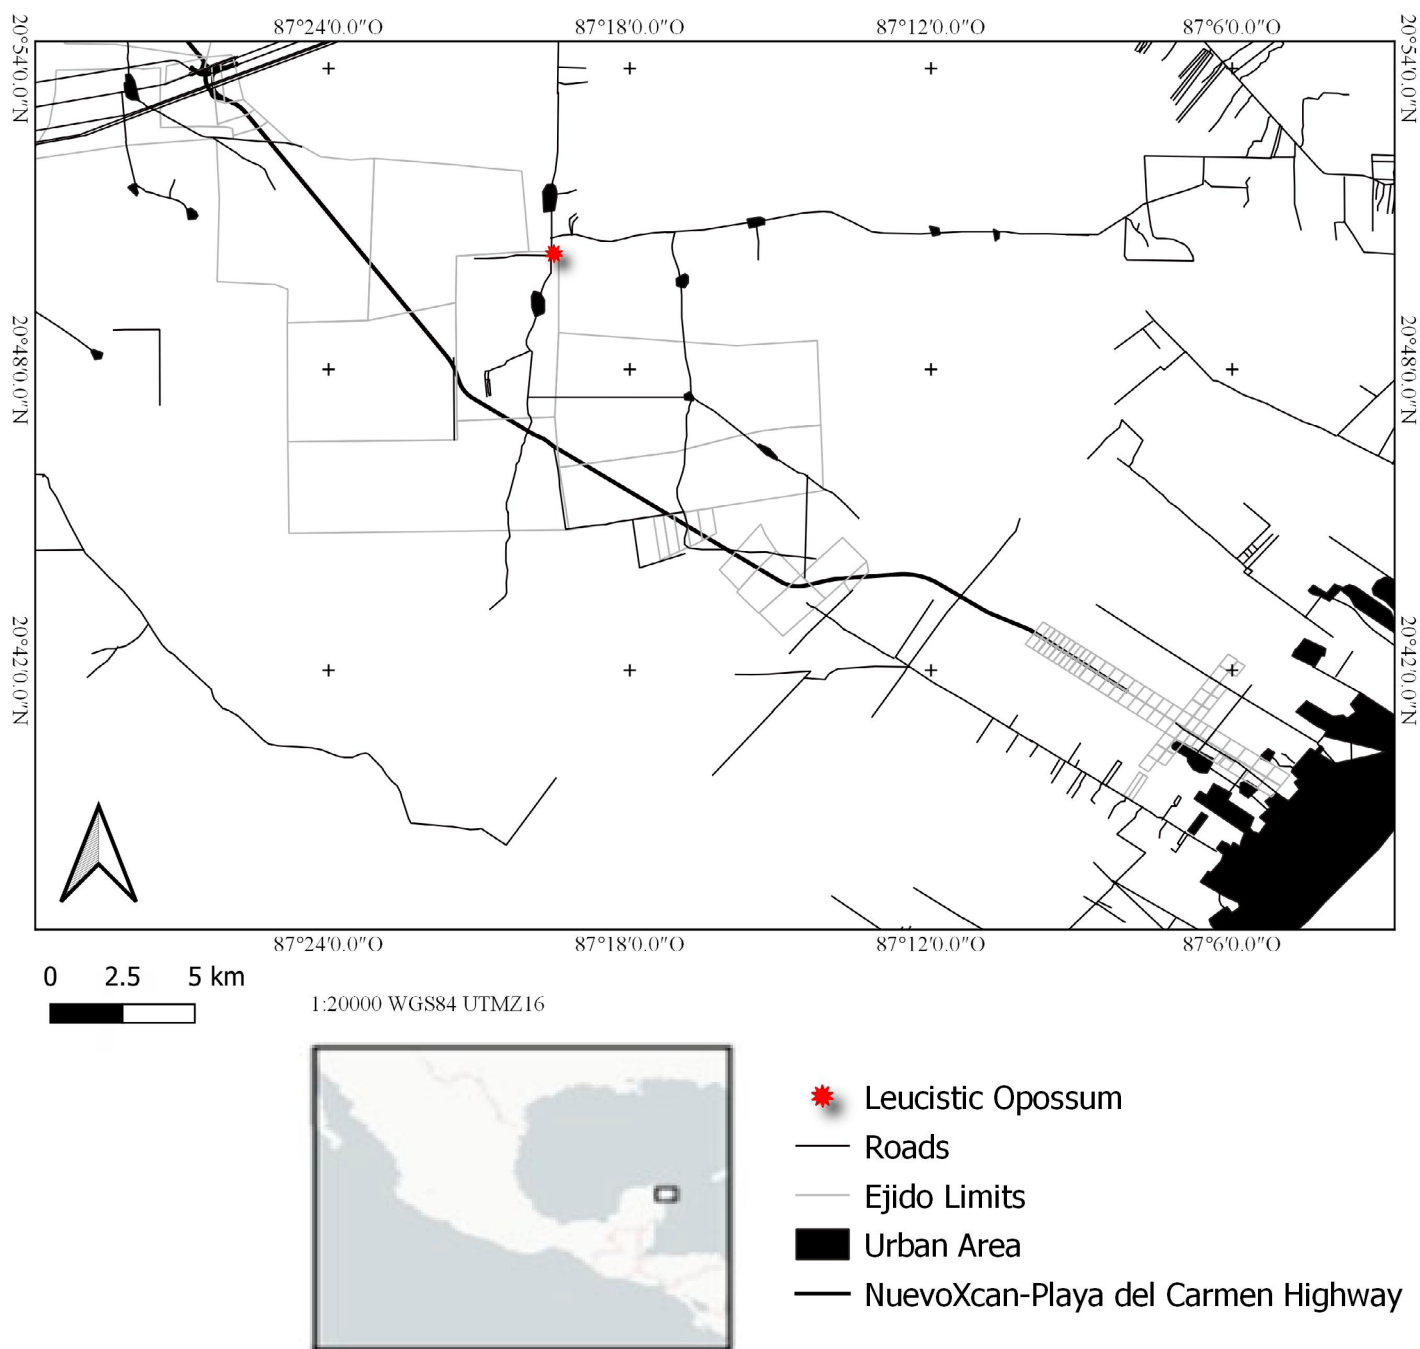 87°24'0.0"O 87°18'0.0"O 87°12'0.0"O 87°6'0.0"O
20°54'0.0"N
20°54'0.0"N
20°48'0.0"N
20°48'0.0"N
20°42'0.0"N
20°42'0.0"N
87°24'0.0"O 87°18'0.0"O 87°12'0.0"O 87°6'0.0"O
0 2.5 5 km
1:20000 WGS84 UTMZ16
Leucistic Opossum
Roads
Ejido Limits
Urban Area
NuevoXcan-Playa del Carmen Highway